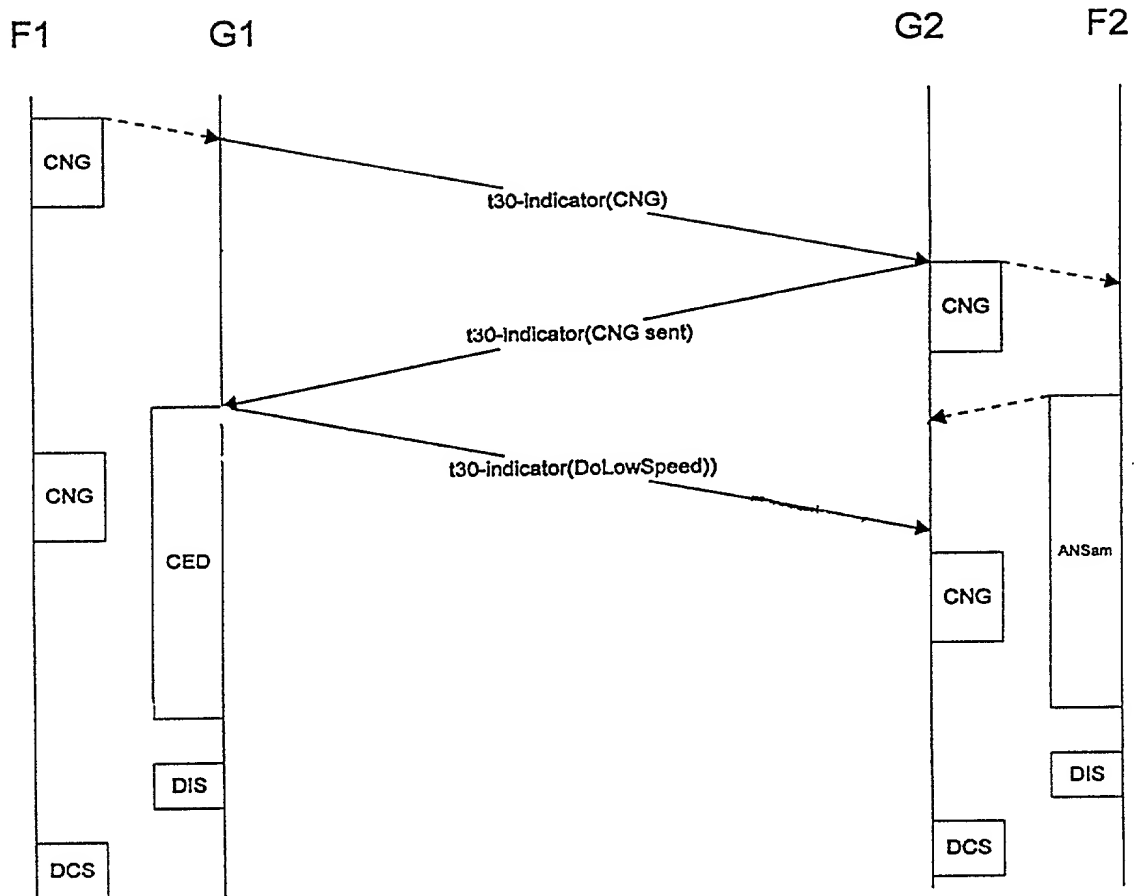 F1
G1
G2
F2
CNG
t30-indicator(CNG)
CNG
t30-indicator(CNG sent)
t30-indicator(DoLowSpeed))
CNG
CED
CNG
ANSam
DIS
DIS
DCS
DCS